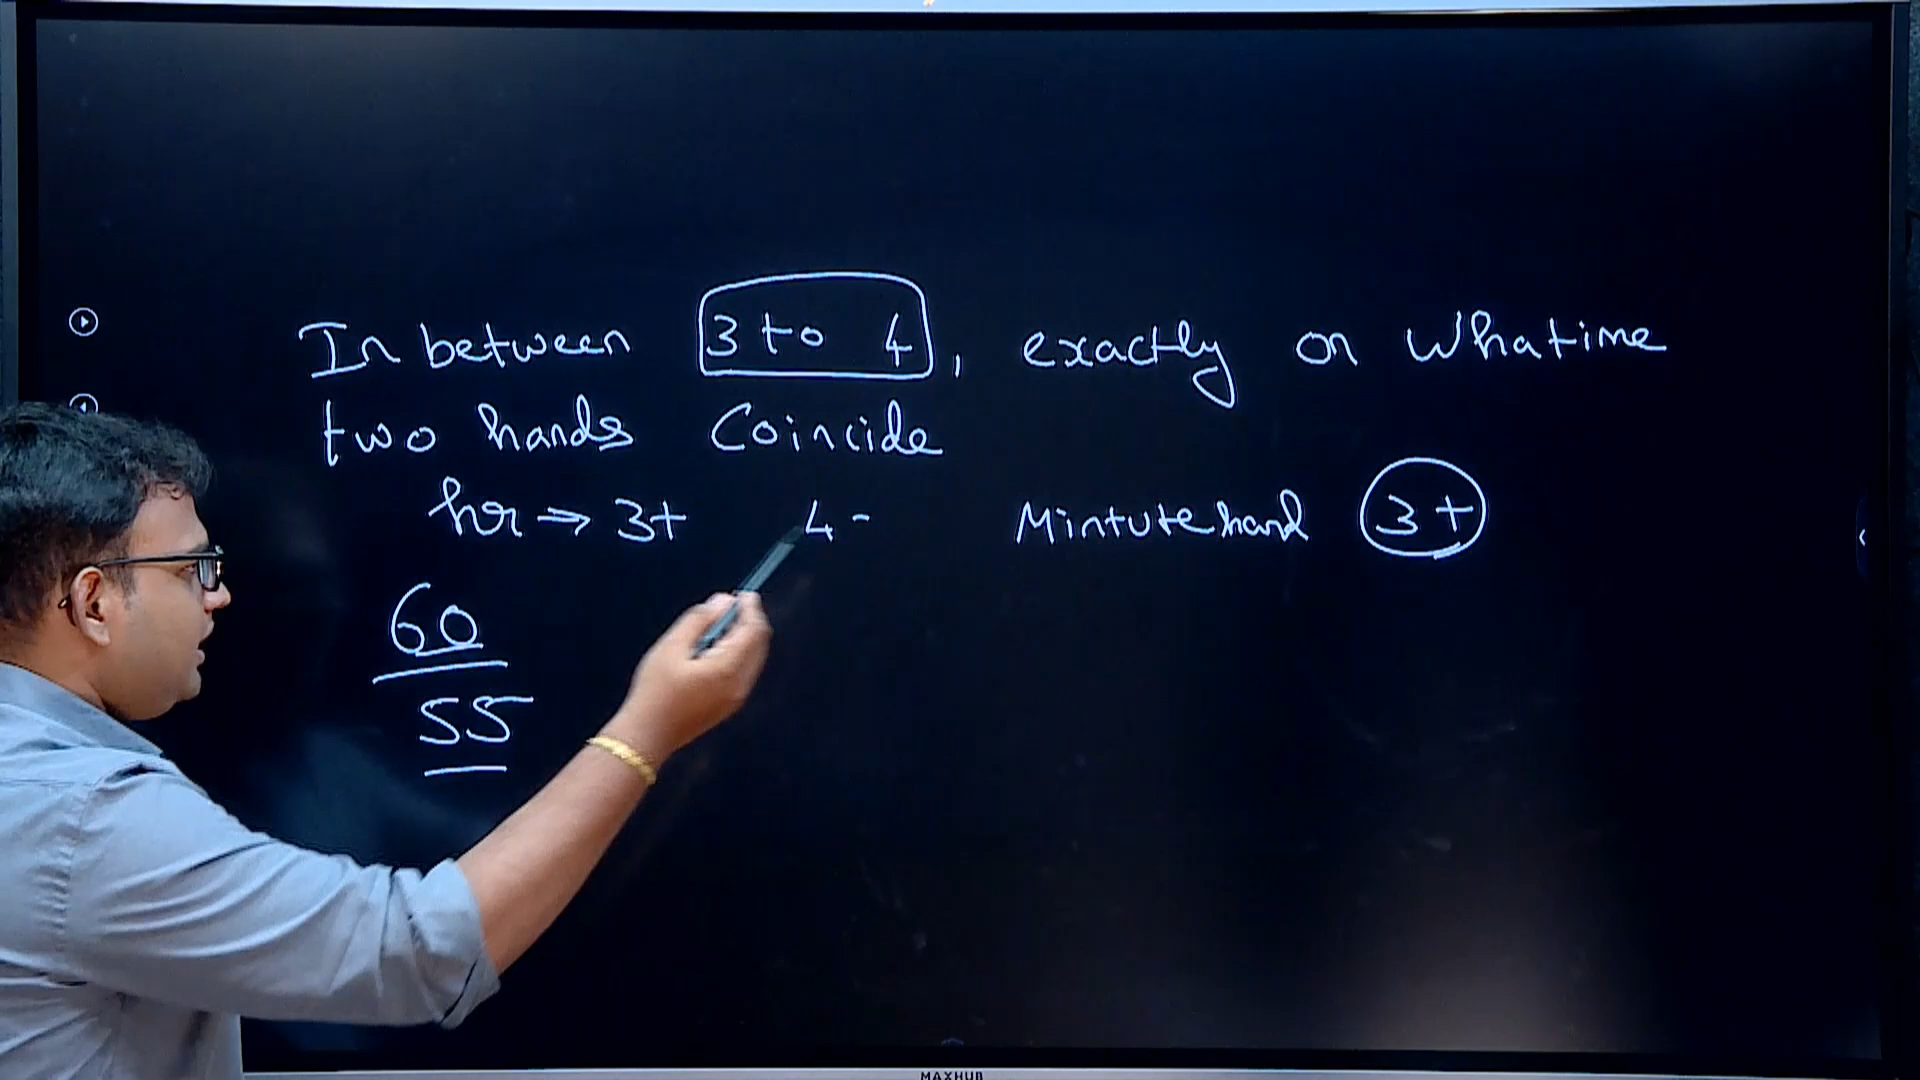 In between 3 to 4, exactly on Whatime
two hands Coincide
hr ⇒ 3+ 4- Mintute hand 3+
60
55
MAXHUB